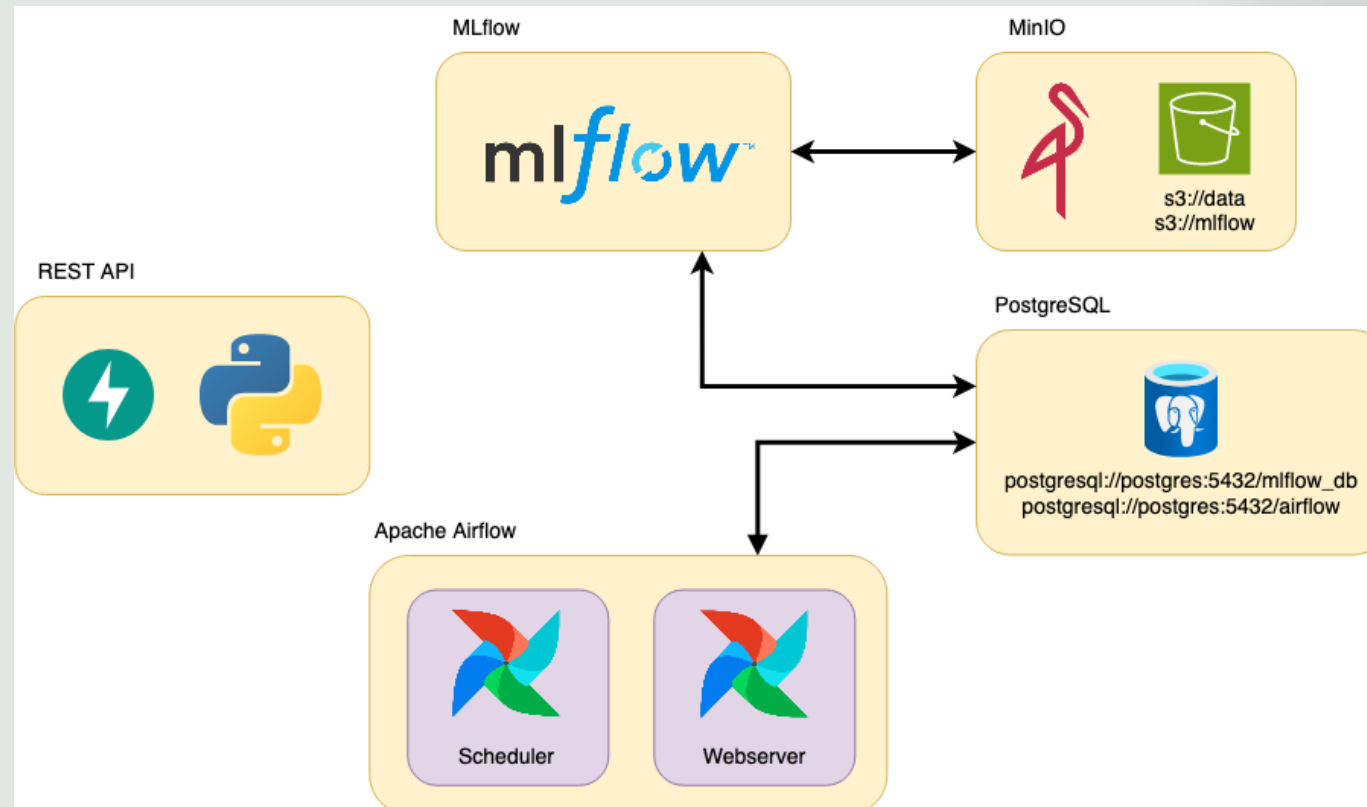 MLflow
MinIO
mlflow™
s3://data
s3://mlflow
REST API
PostgreSQL
postgresql://postgres:5432/mlflow_db
postgresql://postgres:5432/airflow
Apache Airflow
Scheduler
Webserver